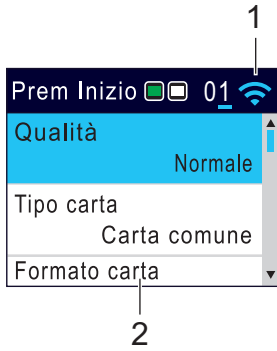 1
Prem Inizio 01
Qualità
Normale
Tipo carta
Carta comune
Formato carta
2